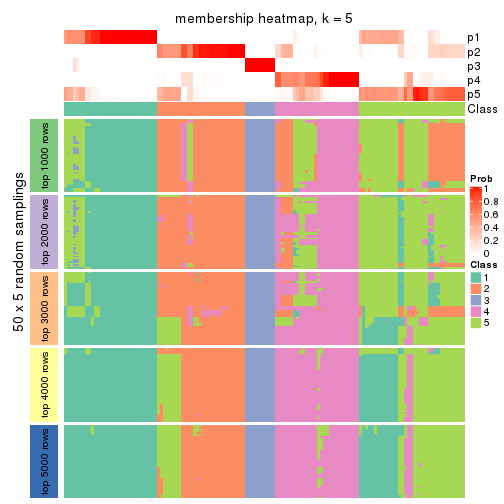 membership heatmap, k = 5
p1
p2
p3
p4
p5
Class
50 x 5 random samplings
top 1000 rows
top 2000 rows
top 3000 rows
top 4000 rows
top 5000 rows
Prob
1
0.8
0.6
0.4
0.2
0
Class
1
2
3
4
5